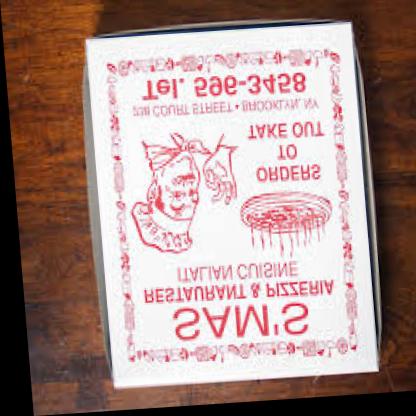 SAM'S
RESTAURANT & PIZZERIA
ITALIAN CUISINE
ORDERS
TO
TAKE OUT
238 COURT STREET • BROOKLYN, NY
Tel. 596-3458